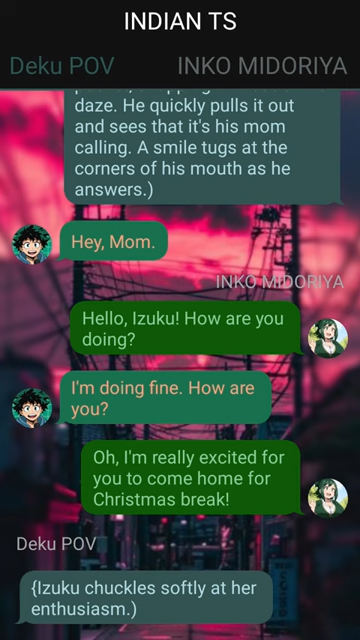 INDIAN TS
Deku POV
INKO MIDORIYA
daze. He quickly pulls it out
and sees that it's his mom
calling. A smile tugs at the
corners of his mouth as he
answers.)
Hey, Mom.
INKO MIDORIYA
Hello, Izuku! How are you
doing?
I'm doing fine. How are
you?
Oh, I'm really excited for
you to come home for
Christmas break!
Deku POV
{Izuku chuckles softly at her
enthusiasm.)